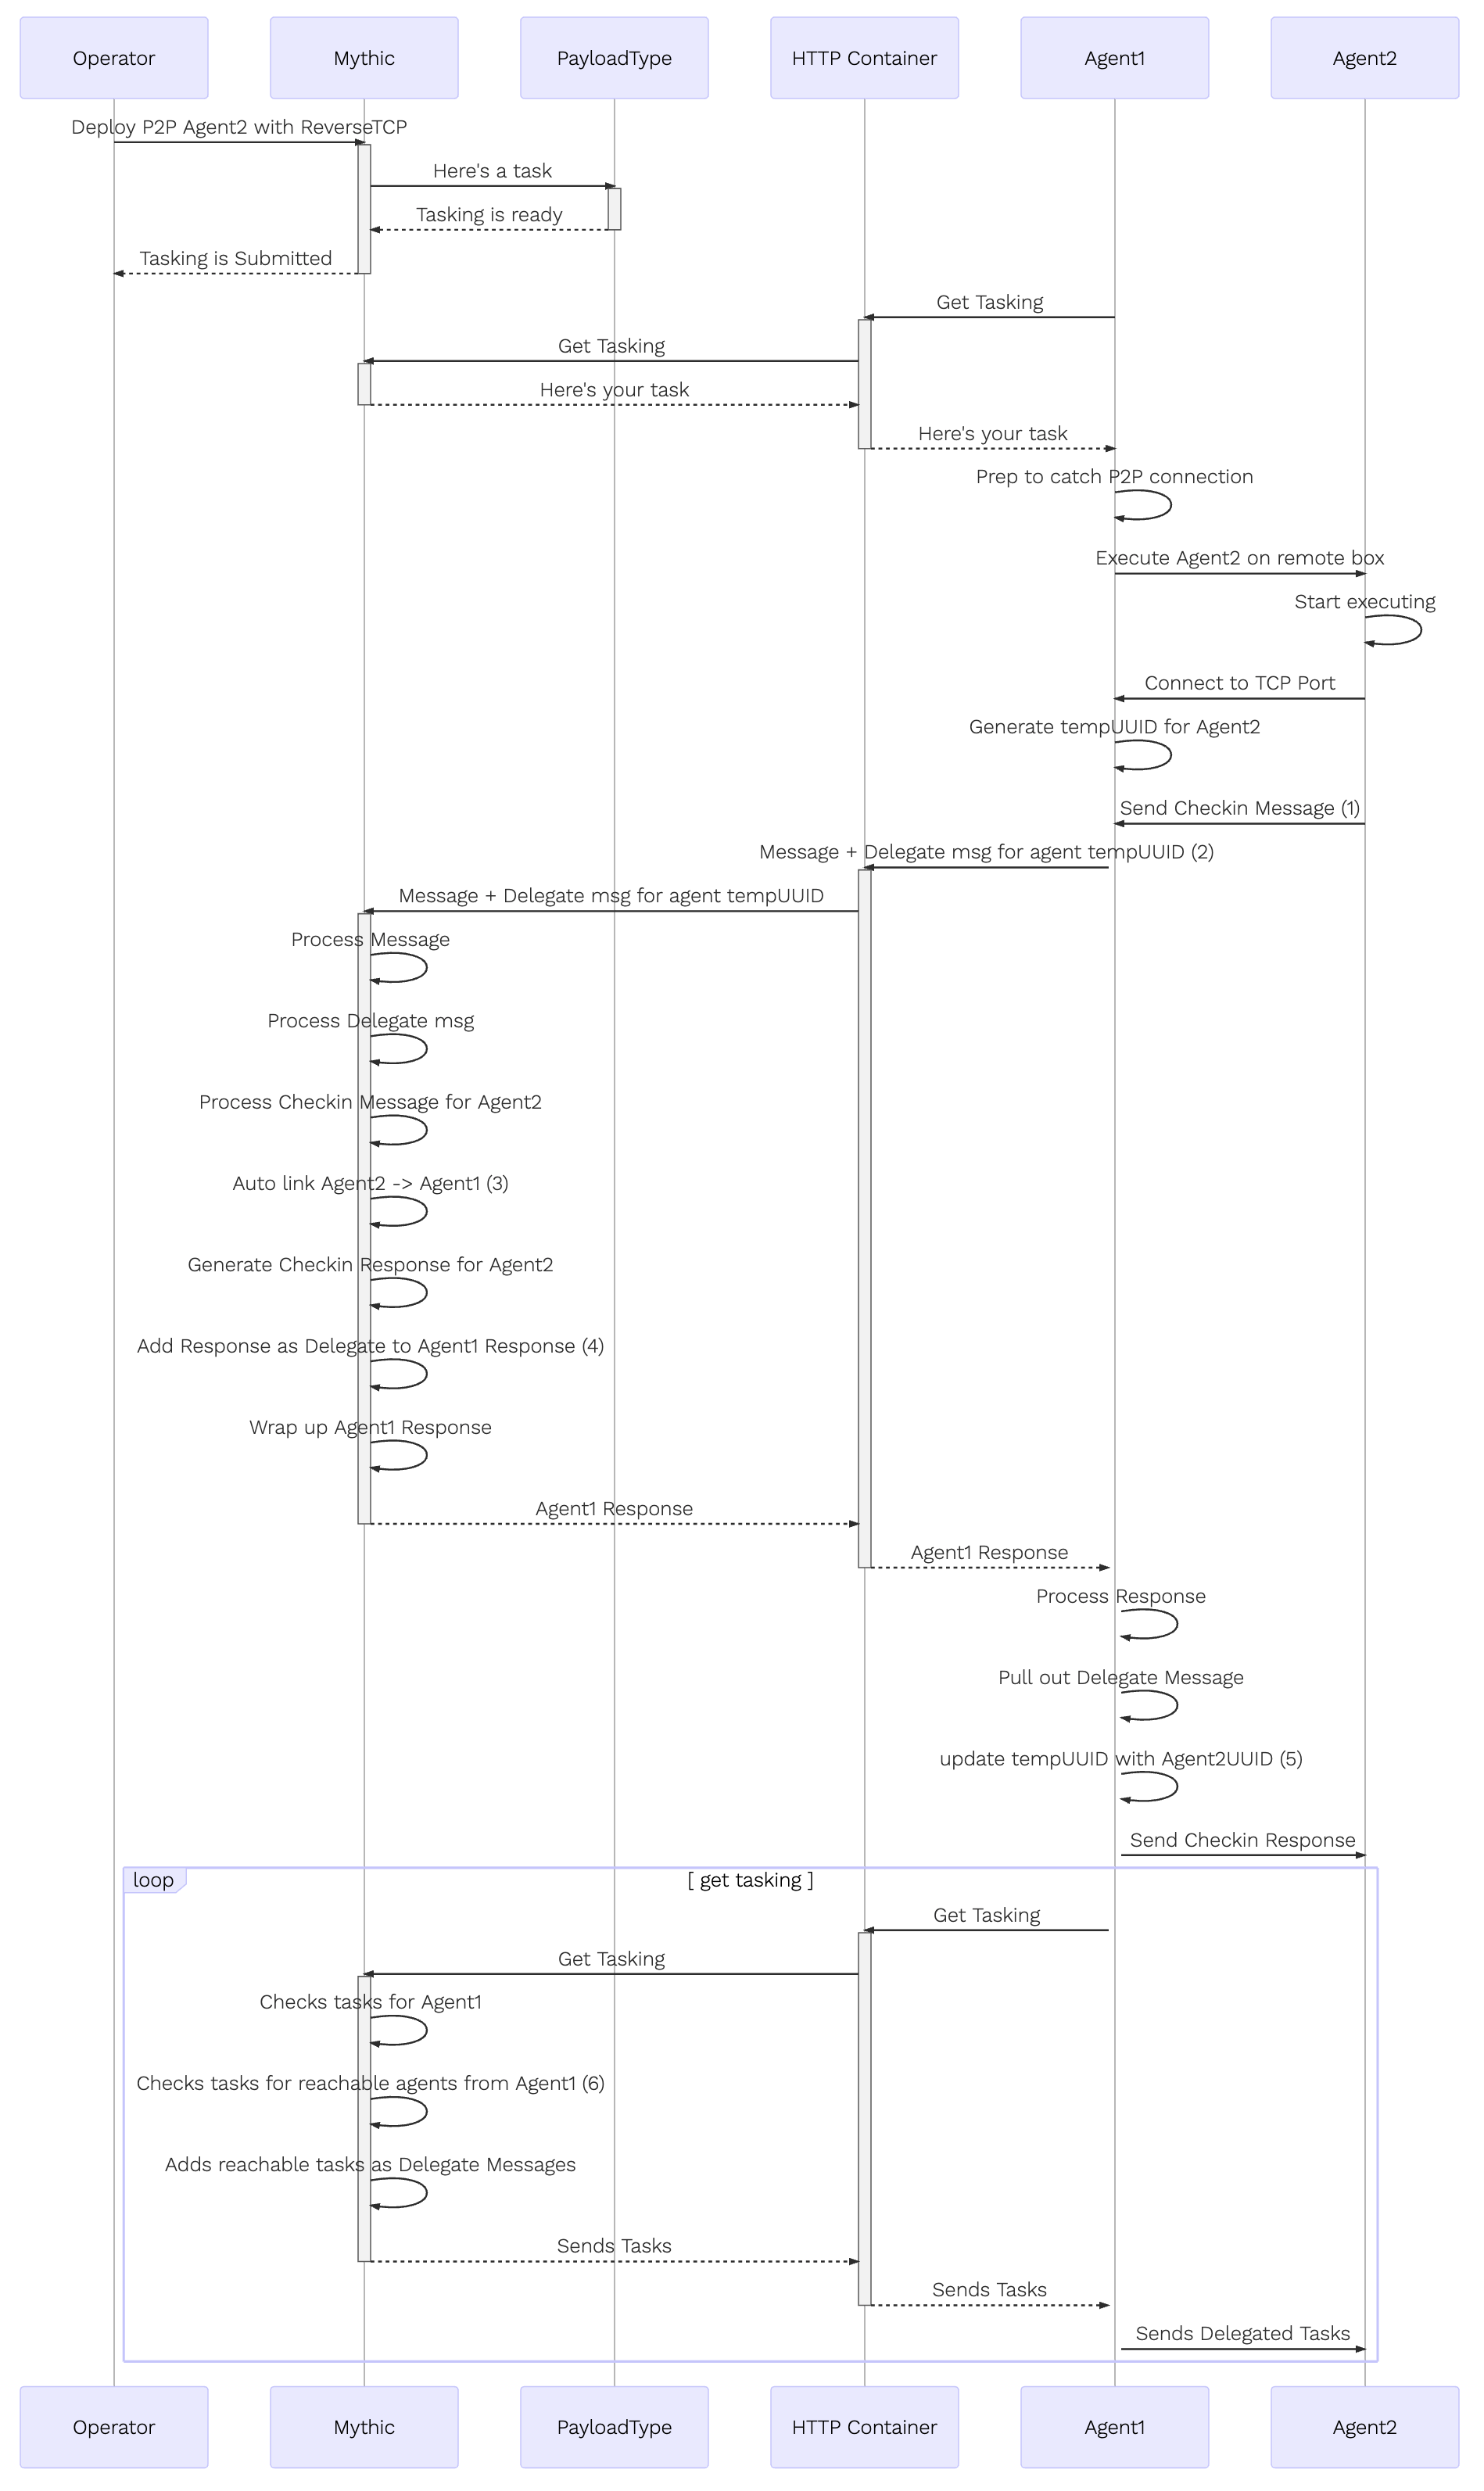 Operator
Mythic
PayloadType
HTTP Container
Agent1
Agent2
Deploy P2P Agent2 with ReverseTCP
Here's a task
Tasking is ready
Tasking is Submitted
Get Tasking
Get Tasking
Here's your task
Here's your task
Prep to catch P2P connection
Execute Agent2 on remote box
Start executing
Connect to TCP Port
Generate tempUUID for Agent2
Send Checkin Message (1)
Message + Delegate msg for agent tempUUID (2)
Message + Delegate msg for agent tempUUID
Process Message
Process Delegate msg
Process Checkin Message for Agent2
Auto link Agent2 -> Agent1 (3)
Generate Checkin Response for Agent2
Add Response as Delegate to Agent1 Response (4)
Wrap up Agent1 Response
Agent1 Response
Agent1 Response
Process Response
Pull out Delegate Message
update tempUUID with Agent2UUID (5)
Send Checkin Response
loop
[ get tasking ]
Get Tasking
Get Tasking
Checks tasks for Agent1
Checks tasks for reachable agents from Agent1 (6)
Adds reachable tasks as Delegate Messages
Sends Tasks
Sends Tasks
Sends Delegated Tasks
Operator
Mythic
PayloadType
HTTP Container
Agent1
Agent2